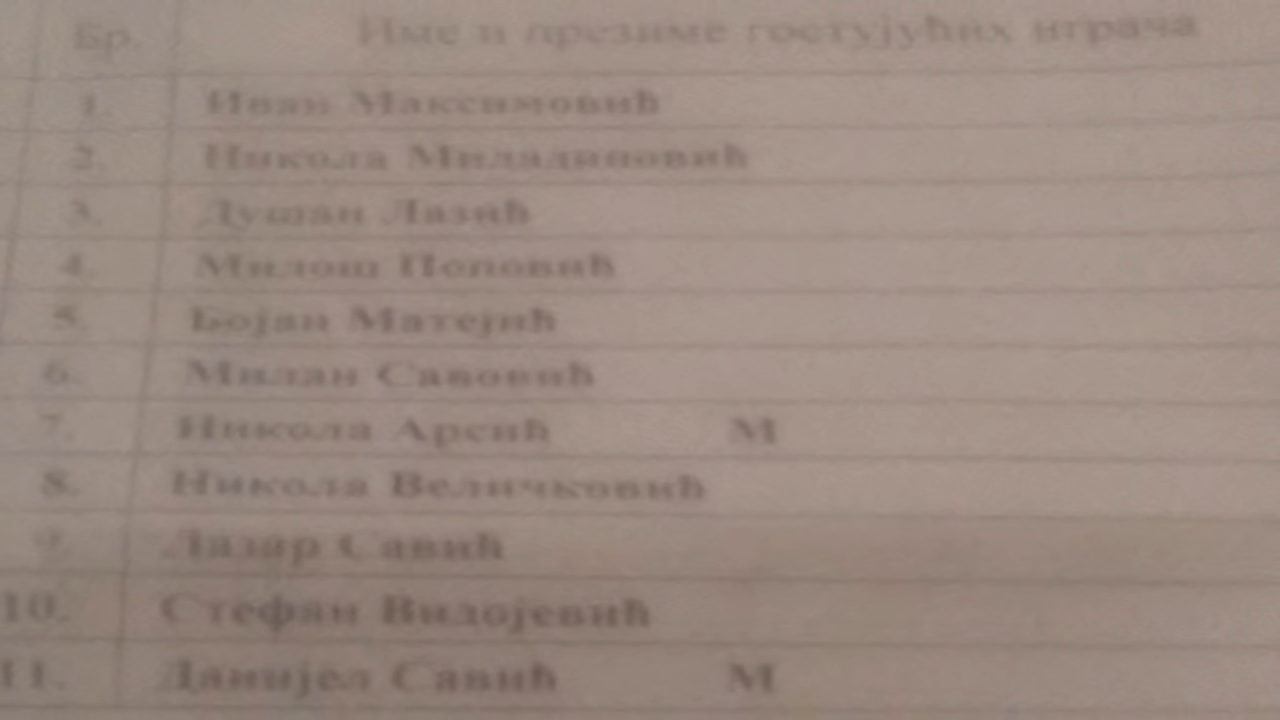 Бр. Име и презиме гостујућих играча
1. Иван Максимовић
2. Никола Миладиновић
3. Душан Лазић
4. Милош Поповић
5. Бојан Матејић
6. Милан Савовић
7. Никола Арсић М
8. Никола Величковић
9. Лазар Савић
10. Стефан Видојевић
11. Данијел Савић М